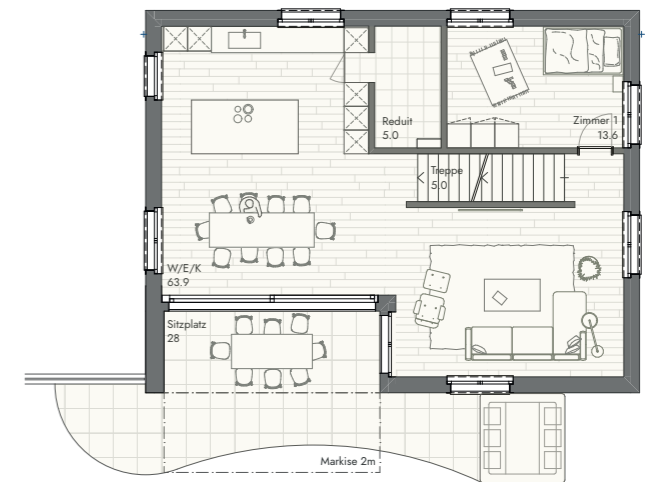 Reduit
5.0
Zimmer 1
13.6
Treppe
5.0
W/E/K
63.9
Sitzplatz
28
Markise 2m